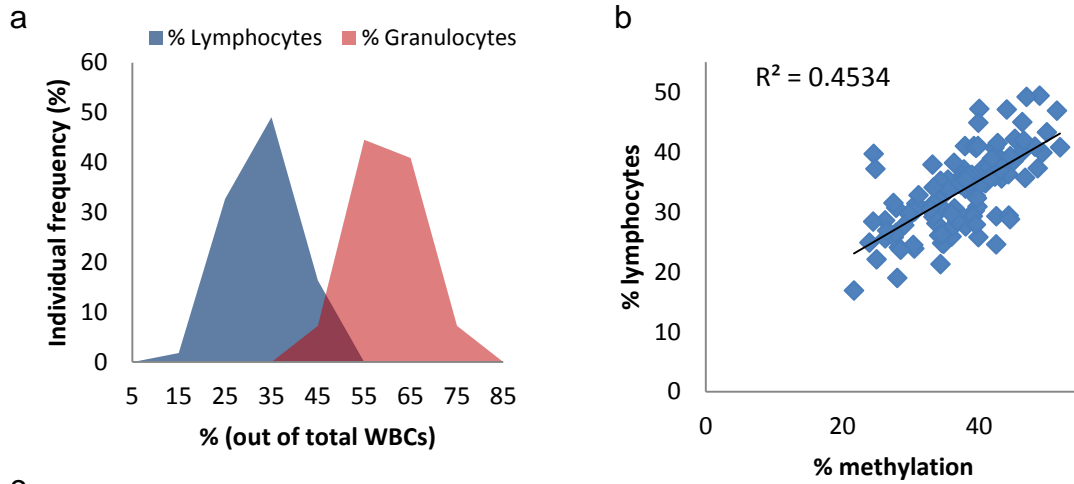 a
% Lymphocytes % Granulocytes
Individual frequency (%)
60
50
40
30
20
10
0
5 15 25 35 45 55 65 75 85
% (out of total WBCs)
b
R² = 0.4534
% lymphocytes
50
40
30
20
10
0
0 20 40
% methylation